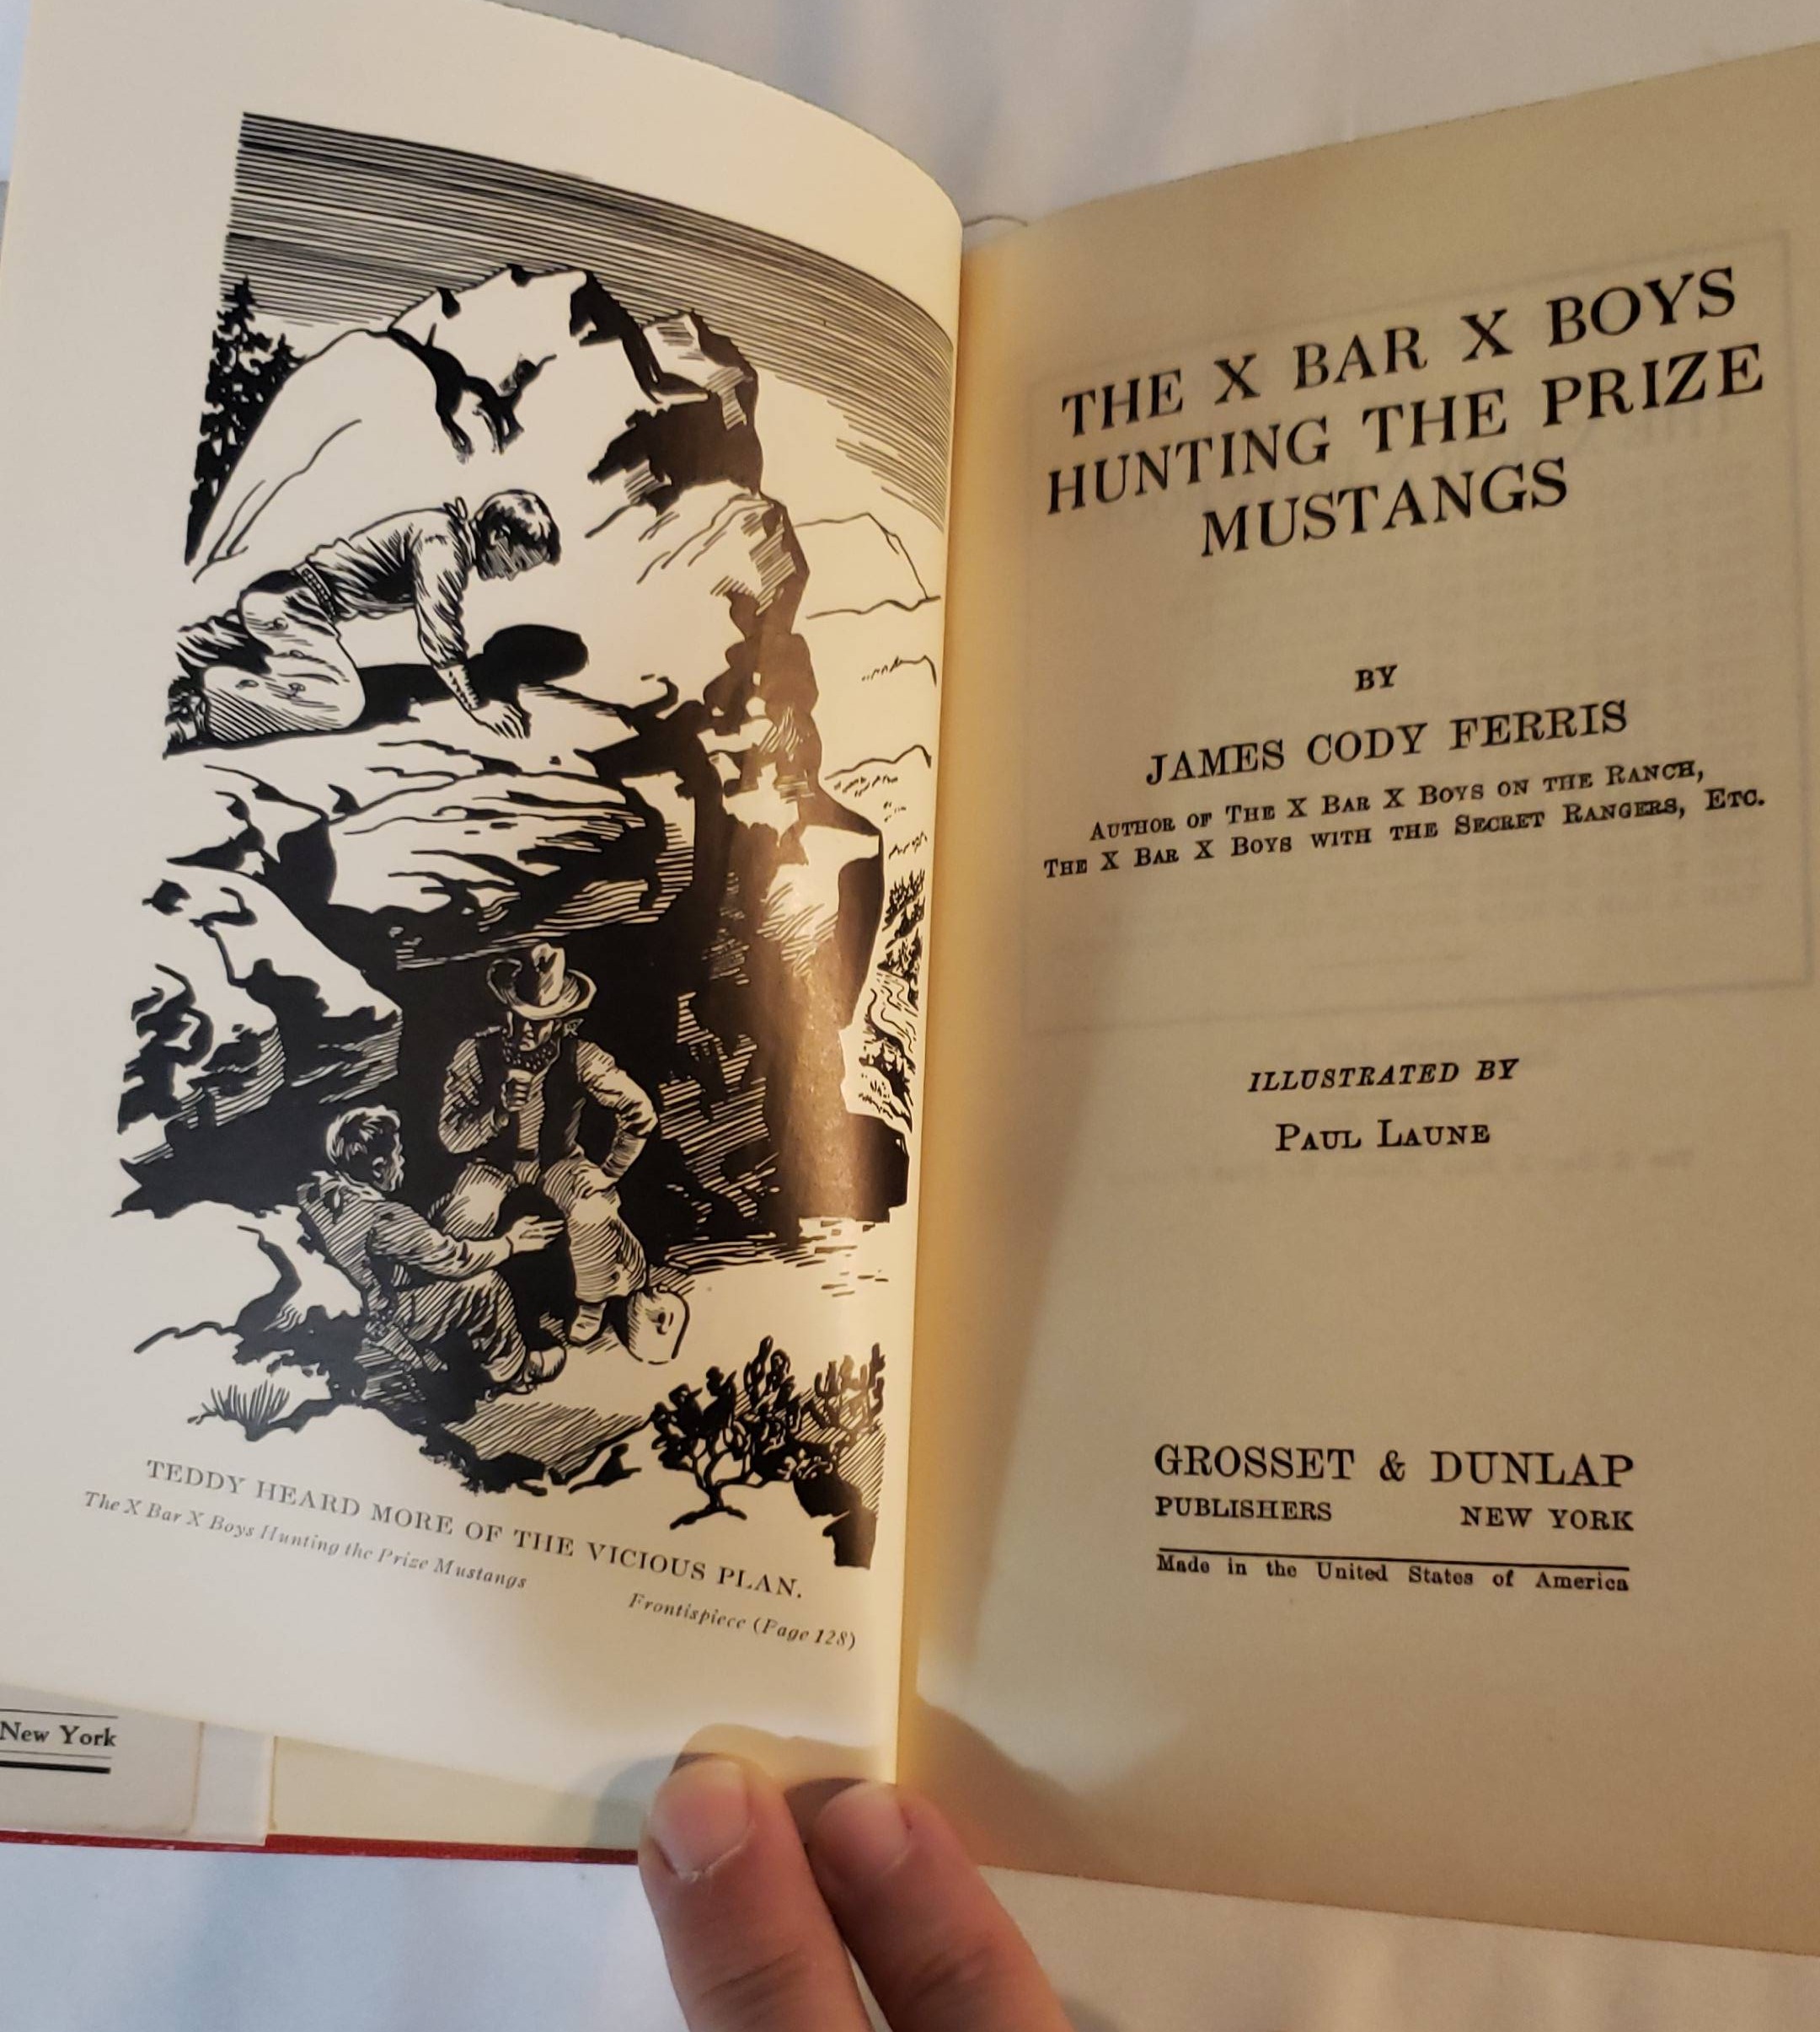 TEDDY HEARD MORE OF THE VICIOUS PLAN.
The X Bar X Boys Hunting the Prize Mustangs
Frontispiece (Page 128)
New York
THE X BAR X BOYS
HUNTING THE PRIZE
MUSTANGS
BY
JAMES CODY FERRIS
AUTHOR OF THE X BAR X BOYS ON THE RANCH,
THE X BAR X BOYS WITH THE SECRET RANGERS, ETC.
ILLUSTRATED BY
PAUL LAUNE
GROSSET & DUNLAP
PUBLISHERS NEW YORK
Made in the United States of America